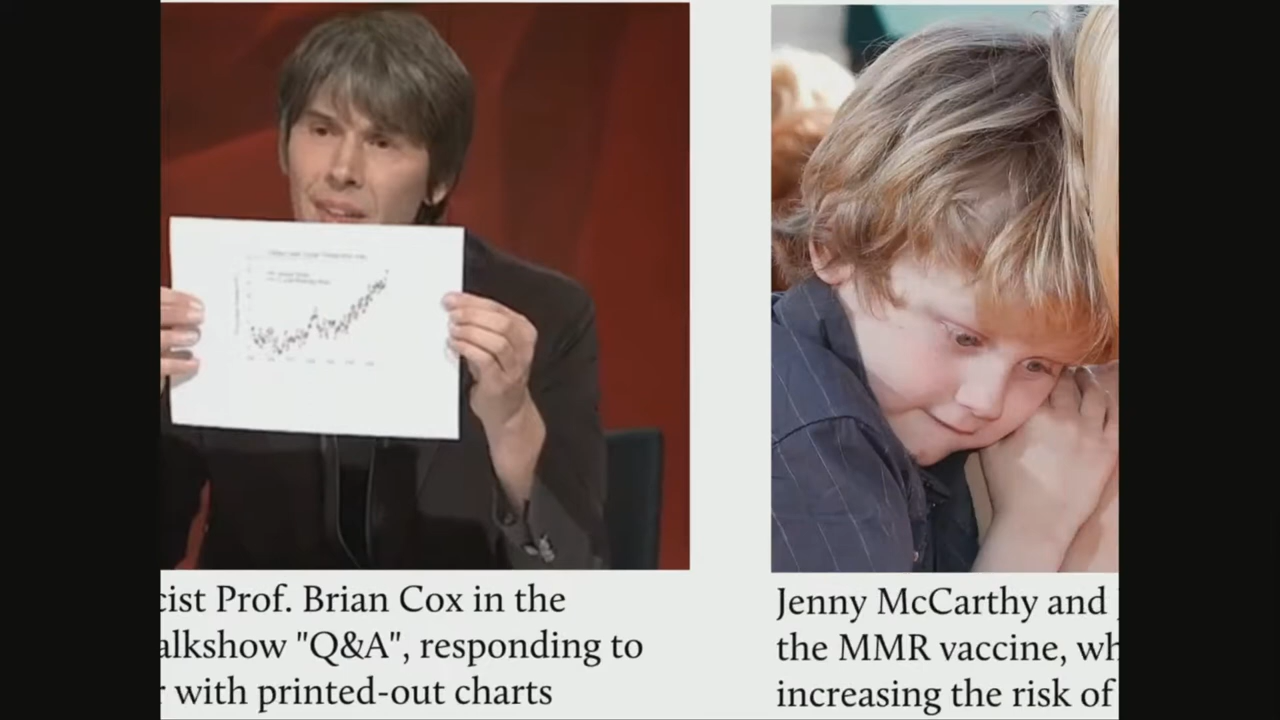 cist Prof. Brian Cox in the
alkshow "Q&A", responding to
r with printed-out charts
Jenny McCarthy and
the MMR vaccine, wh
increasing the risk of